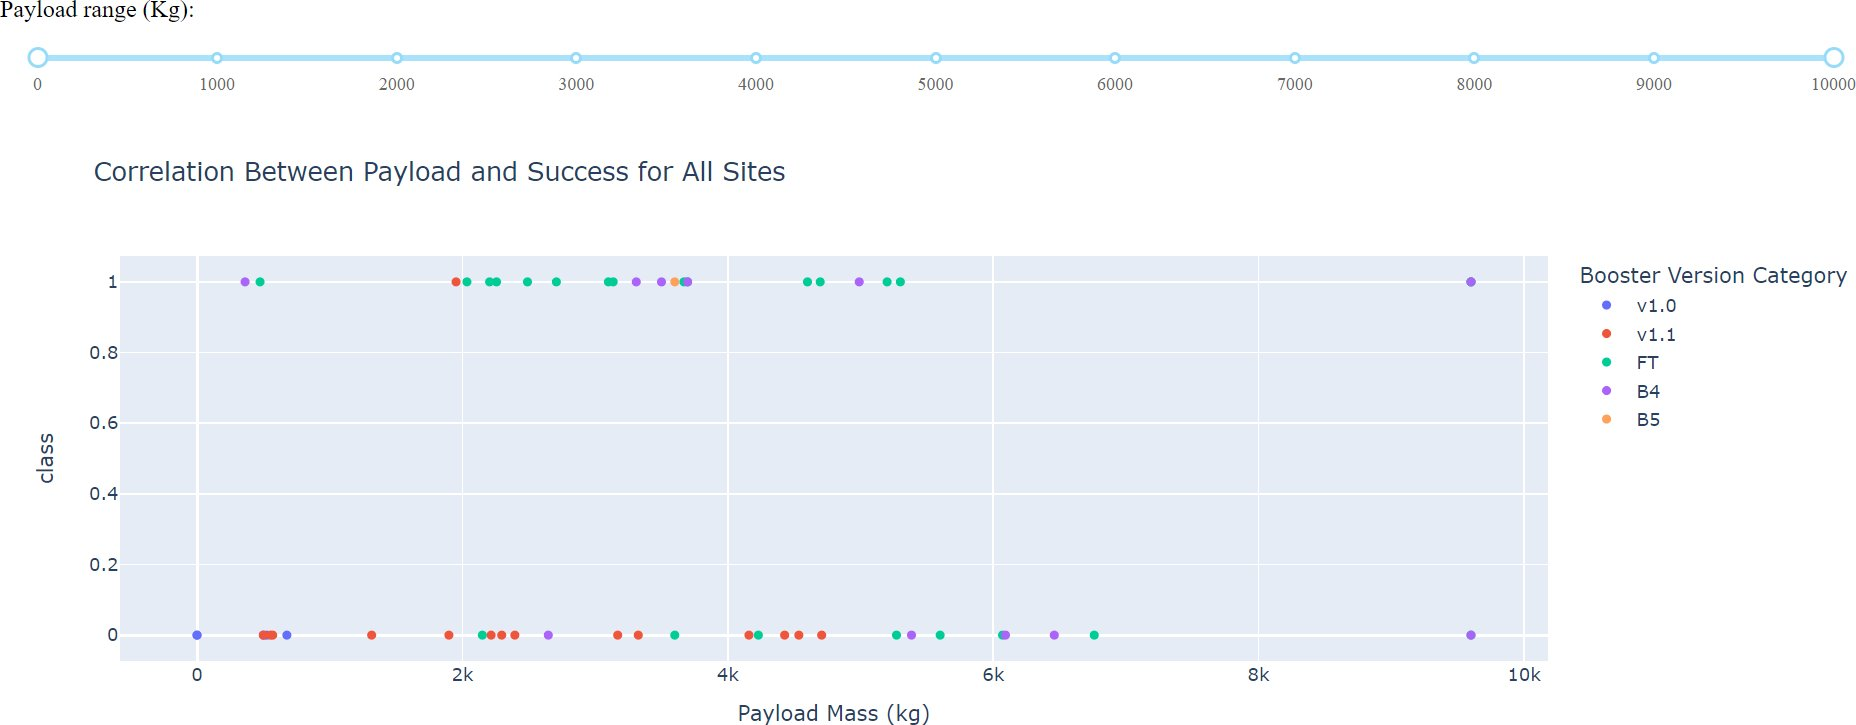 Payload range (Kg):
0 1000 2000 3000 4000 5000 6000 7000 8000 9000 10000
Correlation Between Payload and Success for All Sites
Booster Version Category
v1.0
v1.1
FT
B4
B5
1
0.8
0.6
0.4
0.2
0
class
0 2k 4k 6k 8k 10k
Payload Mass (kg)